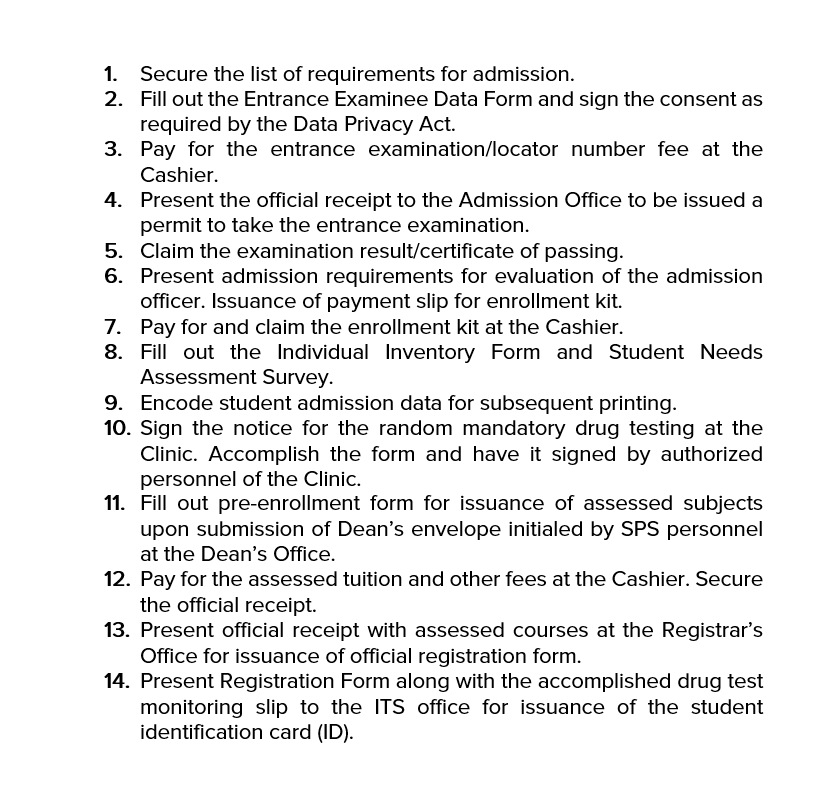 1. Secure the list of requirements for admission.
2. Fill out the Entrance Examinee Data Form and sign the consent as
required by the Data Privacy Act.
3. Pay for the entrance examination/locator number fee at the
Cashier.
4. Present the official receipt to the Admission Office to be issued a
permit to take the entrance examination.
5. Claim the examination result/certificate of passing.
6. Present admission requirements for evaluation of the admission
officer. Issuance of payment slip for enrollment kit.
7. Pay for and claim the enrollment kit at the Cashier.
8. Fill out the Individual Inventory Form and Student Needs
Assessment Survey.
9. Encode student admission data for subsequent printing.
10. Sign the notice for the random mandatory drug testing at the
Clinic. Accomplish the form and have it signed by authorized
personnel of the Clinic.
11. Fill out pre-enrollment form for issuance of assessed subjects
upon submission of Dean’s envelope initialed by SPS personnel
at the Dean’s Office.
12. Pay for the assessed tuition and other fees at the Cashier. Secure
the official receipt.
13. Present official receipt with assessed courses at the Registrar’s
Office for issuance of official registration form.
14. Present Registration Form along with the accomplished drug test
monitoring slip to the ITS office for issuance of the student
identification card (ID).